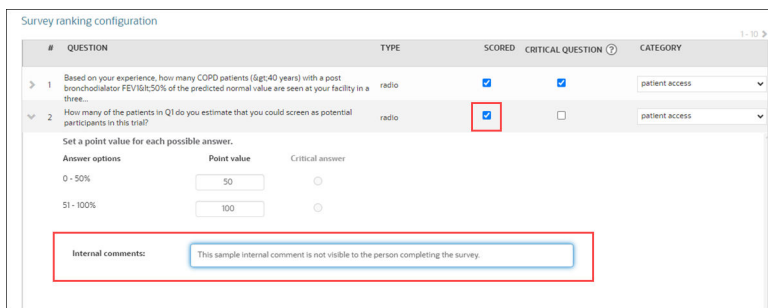 Survey ranking configuration
1 - 10
# QUESTION TYPE SCORED CRITICAL QUESTION ? CATEGORY
1 Based on your experience, how many COPD patients (&gt;40 years) with a post
bronchodialator FEV1&lt;50% of the predicted normal value are seen at your facility in a
three...
radio
patient access
2 How many of the patients in Q1 do you estimate that you could screen as potential
participants in this trial?
radio
patient access
Set a point value for each possible answer.
Answer options Point value Critical answer
0 - 50% 50
51 - 100% 100
Internal comments: This sample internal comment is not visible to the person completing the survey.